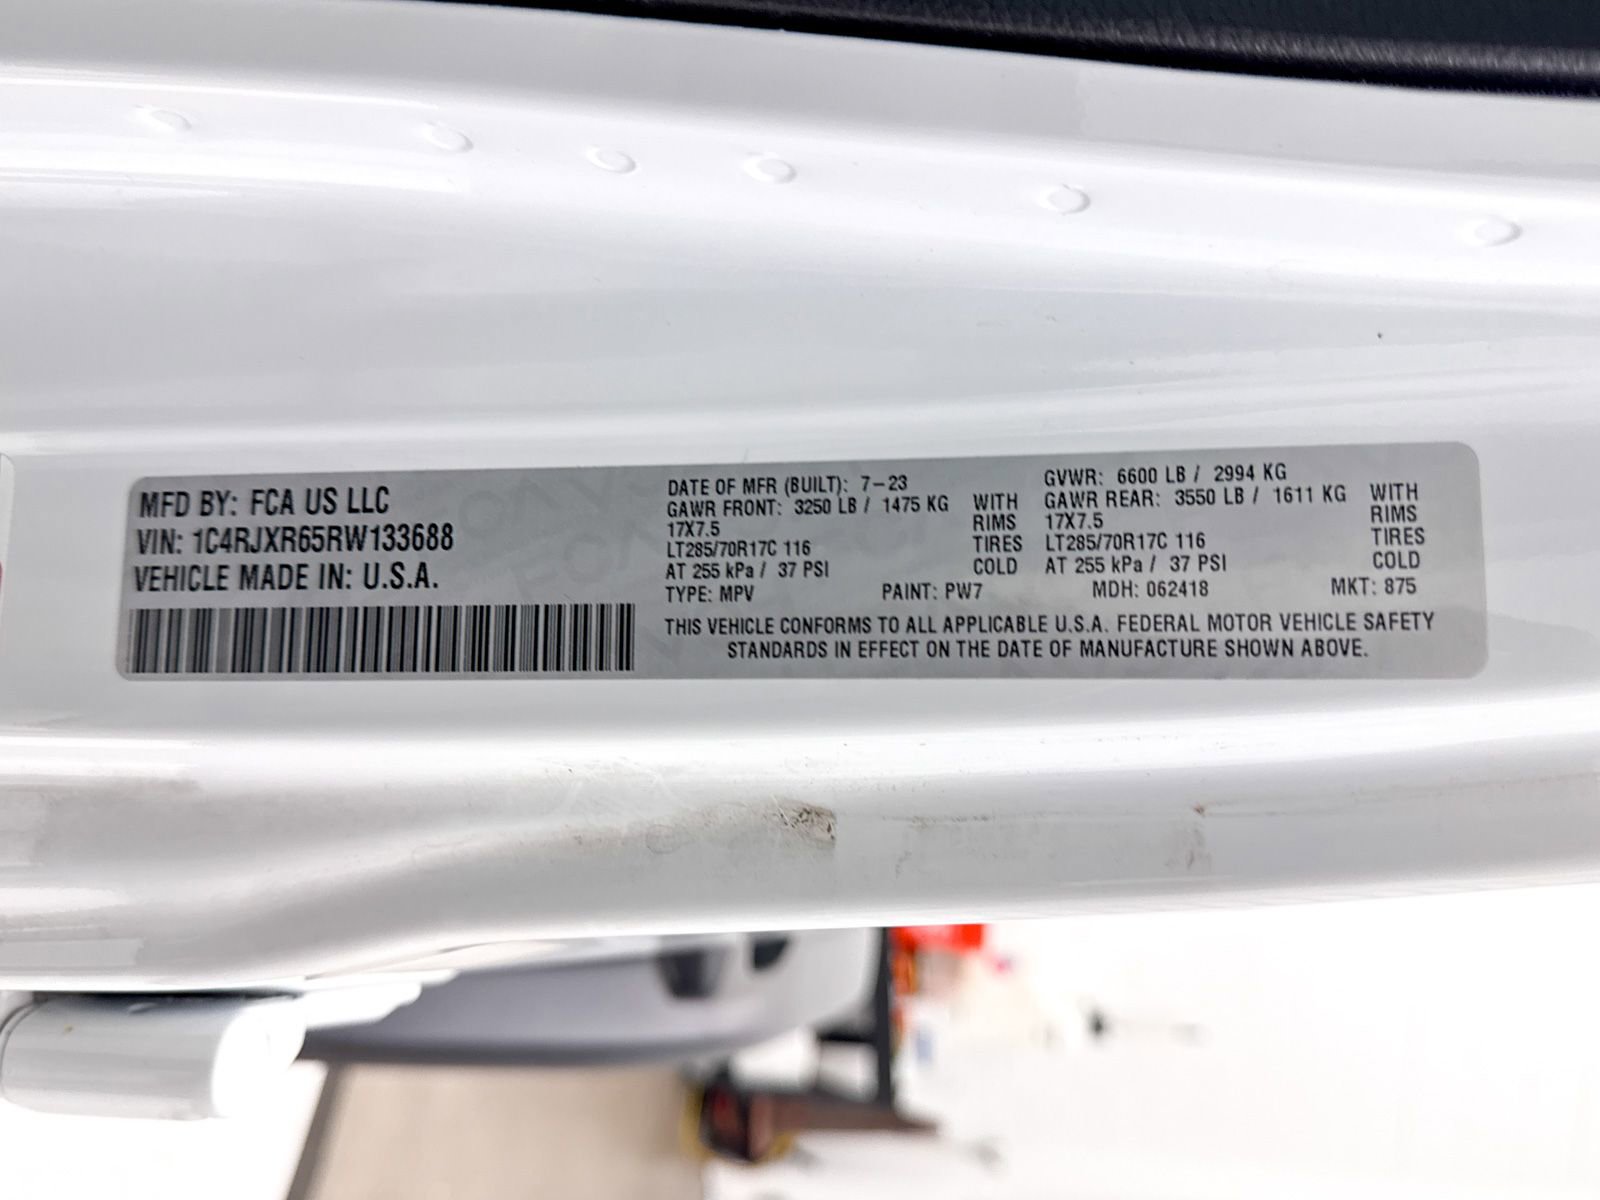 MFD BY: FCA US LLC
VIN: 1C4RJXR65RW133688
VEHICLE MADE IN: U.S.A.
DATE OF MFR (BUILT): 7-23
GAWR FRONT: 3250 LB / 1475 KG WITH
17X7.5 RIMS
LT285/70R17C 116 TIRES
AT 255 kPa / 37 PSI COLD
GVWR: 6600 LB / 2994 KG
GAWR REAR: 3550 LB / 1611 KG WITH
17X7.5 RIMS
LT285/70R17C 116 TIRES
AT 255 kPa / 37 PSI COLD
TYPE: MPV PAINT: PW7 MDH: 062418 MKT: 875
THIS VEHICLE CONFORMS TO ALL APPLICABLE U.S.A. FEDERAL MOTOR VEHICLE SAFETY
STANDARDS IN EFFECT ON THE DATE OF MANUFACTURE SHOWN ABOVE.